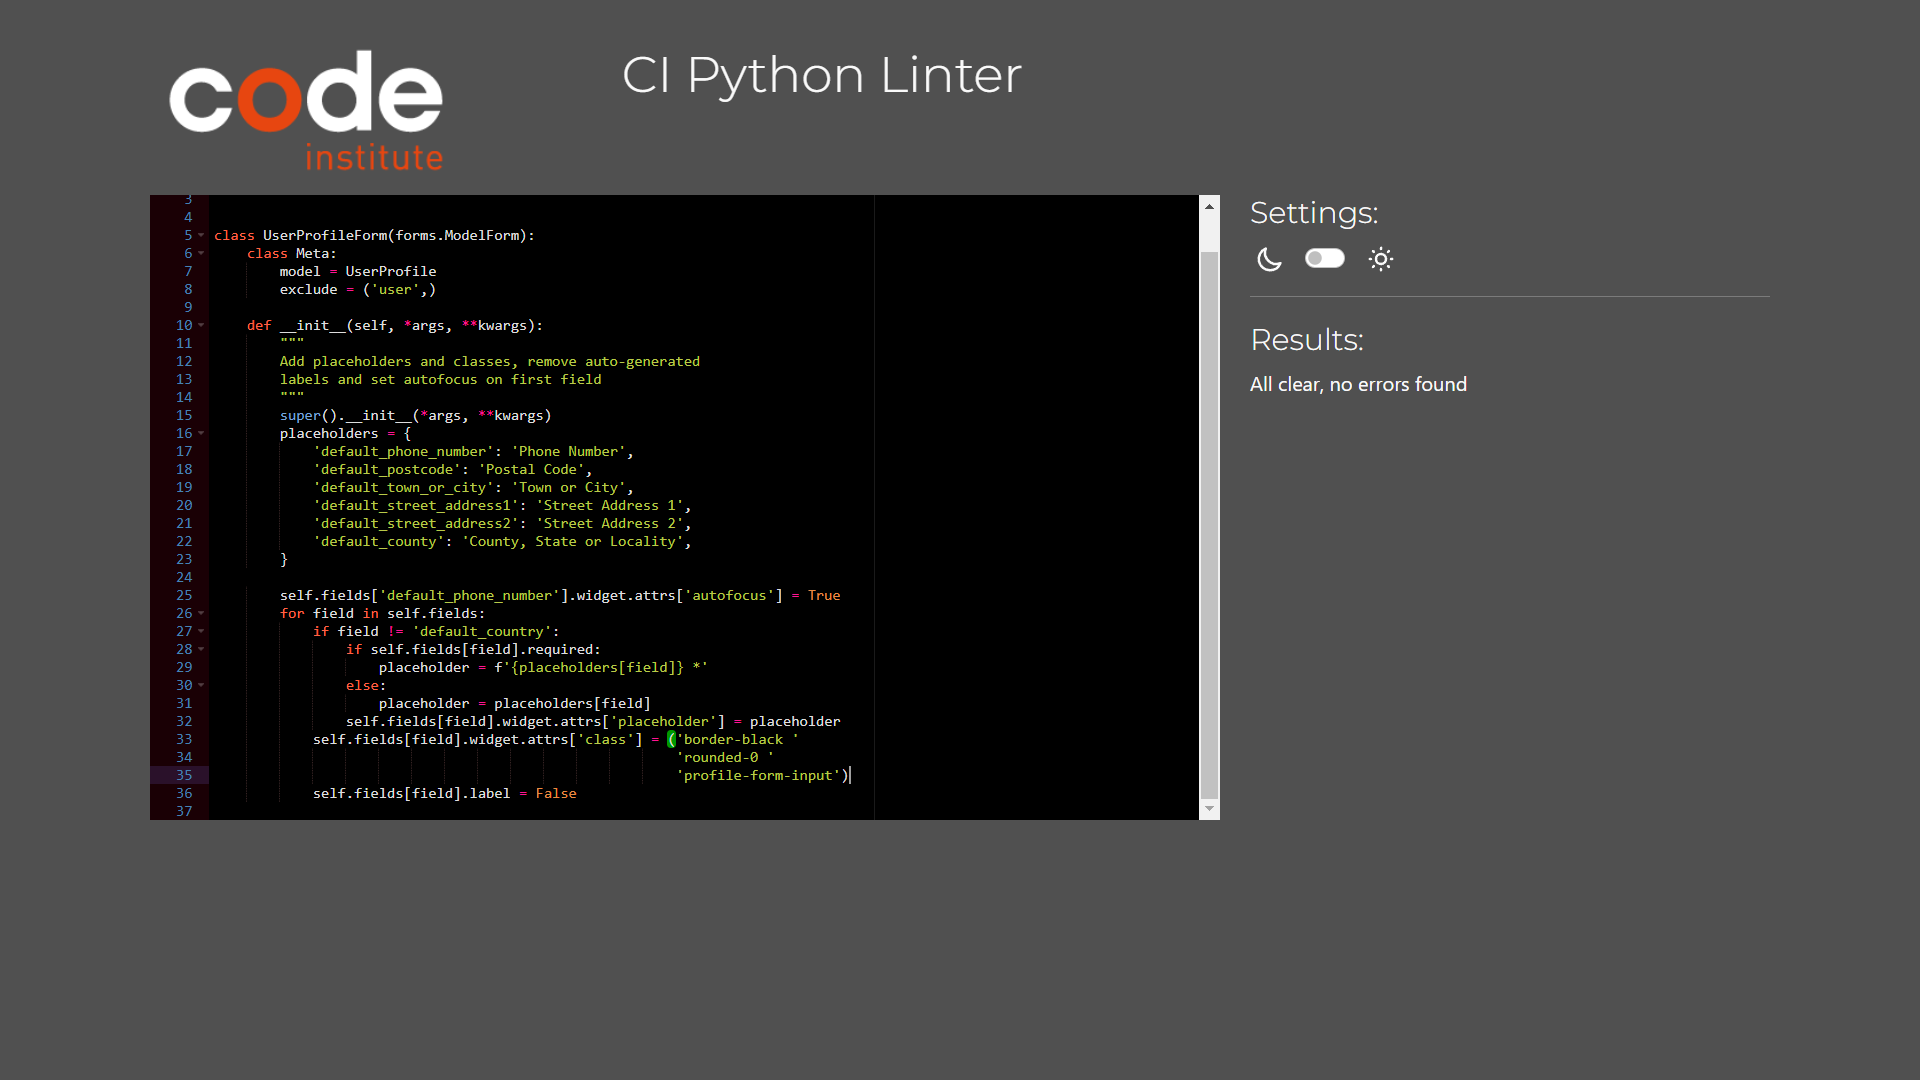 code
institute
CI Python Linter
3
4
5 class UserProfileForm(forms.ModelForm):
6     class Meta:
7         model = UserProfile
8         exclude = ('user',)
9
10     def __init__(self, *args, **kwargs):
11         """
12         Add placeholders and classes, remove auto-generated
13         labels and set autofocus on first field
14         """
15         super().__init__(*args, **kwargs)
16         placeholders = {
17             'default_phone_number': 'Phone Number',
18             'default_postcode': 'Postal Code',
19             'default_town_or_city': 'Town or City',
20             'default_street_address1': 'Street Address 1',
21             'default_street_address2': 'Street Address 2',
22             'default_county': 'County, State or Locality',
23         }
24
25         self.fields['default_phone_number'].widget.attrs['autofocus'] = True
26         for field in self.fields:
27             if field != 'default_country':
28                 if self.fields[field].required:
29                     placeholder = f'{placeholders[field]} *'
30                 else:
31                     placeholder = placeholders[field]
32                 self.fields[field].widget.attrs['placeholder'] = placeholder
33             self.fields[field].widget.attrs['class'] = ('border-black '
34                                                         'rounded-0 '
35                                                         'profile-form-input')
36             self.fields[field].label = False
37
Settings:
Results:
All clear, no errors found